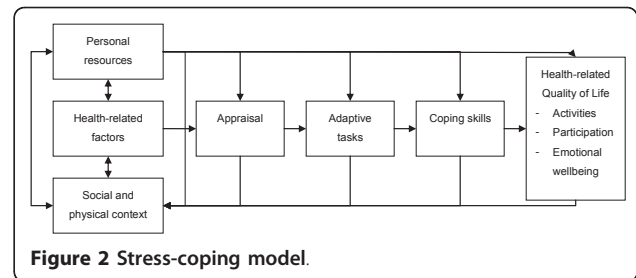 Personal
resources
Health-related
factors
Social and
physical context
Appraisal
Adaptive
tasks
Coping skills
Health-related
Quality of Life
- Activities
- Participation
- Emotional
wellbeing
Figure 2 Stress-coping model.